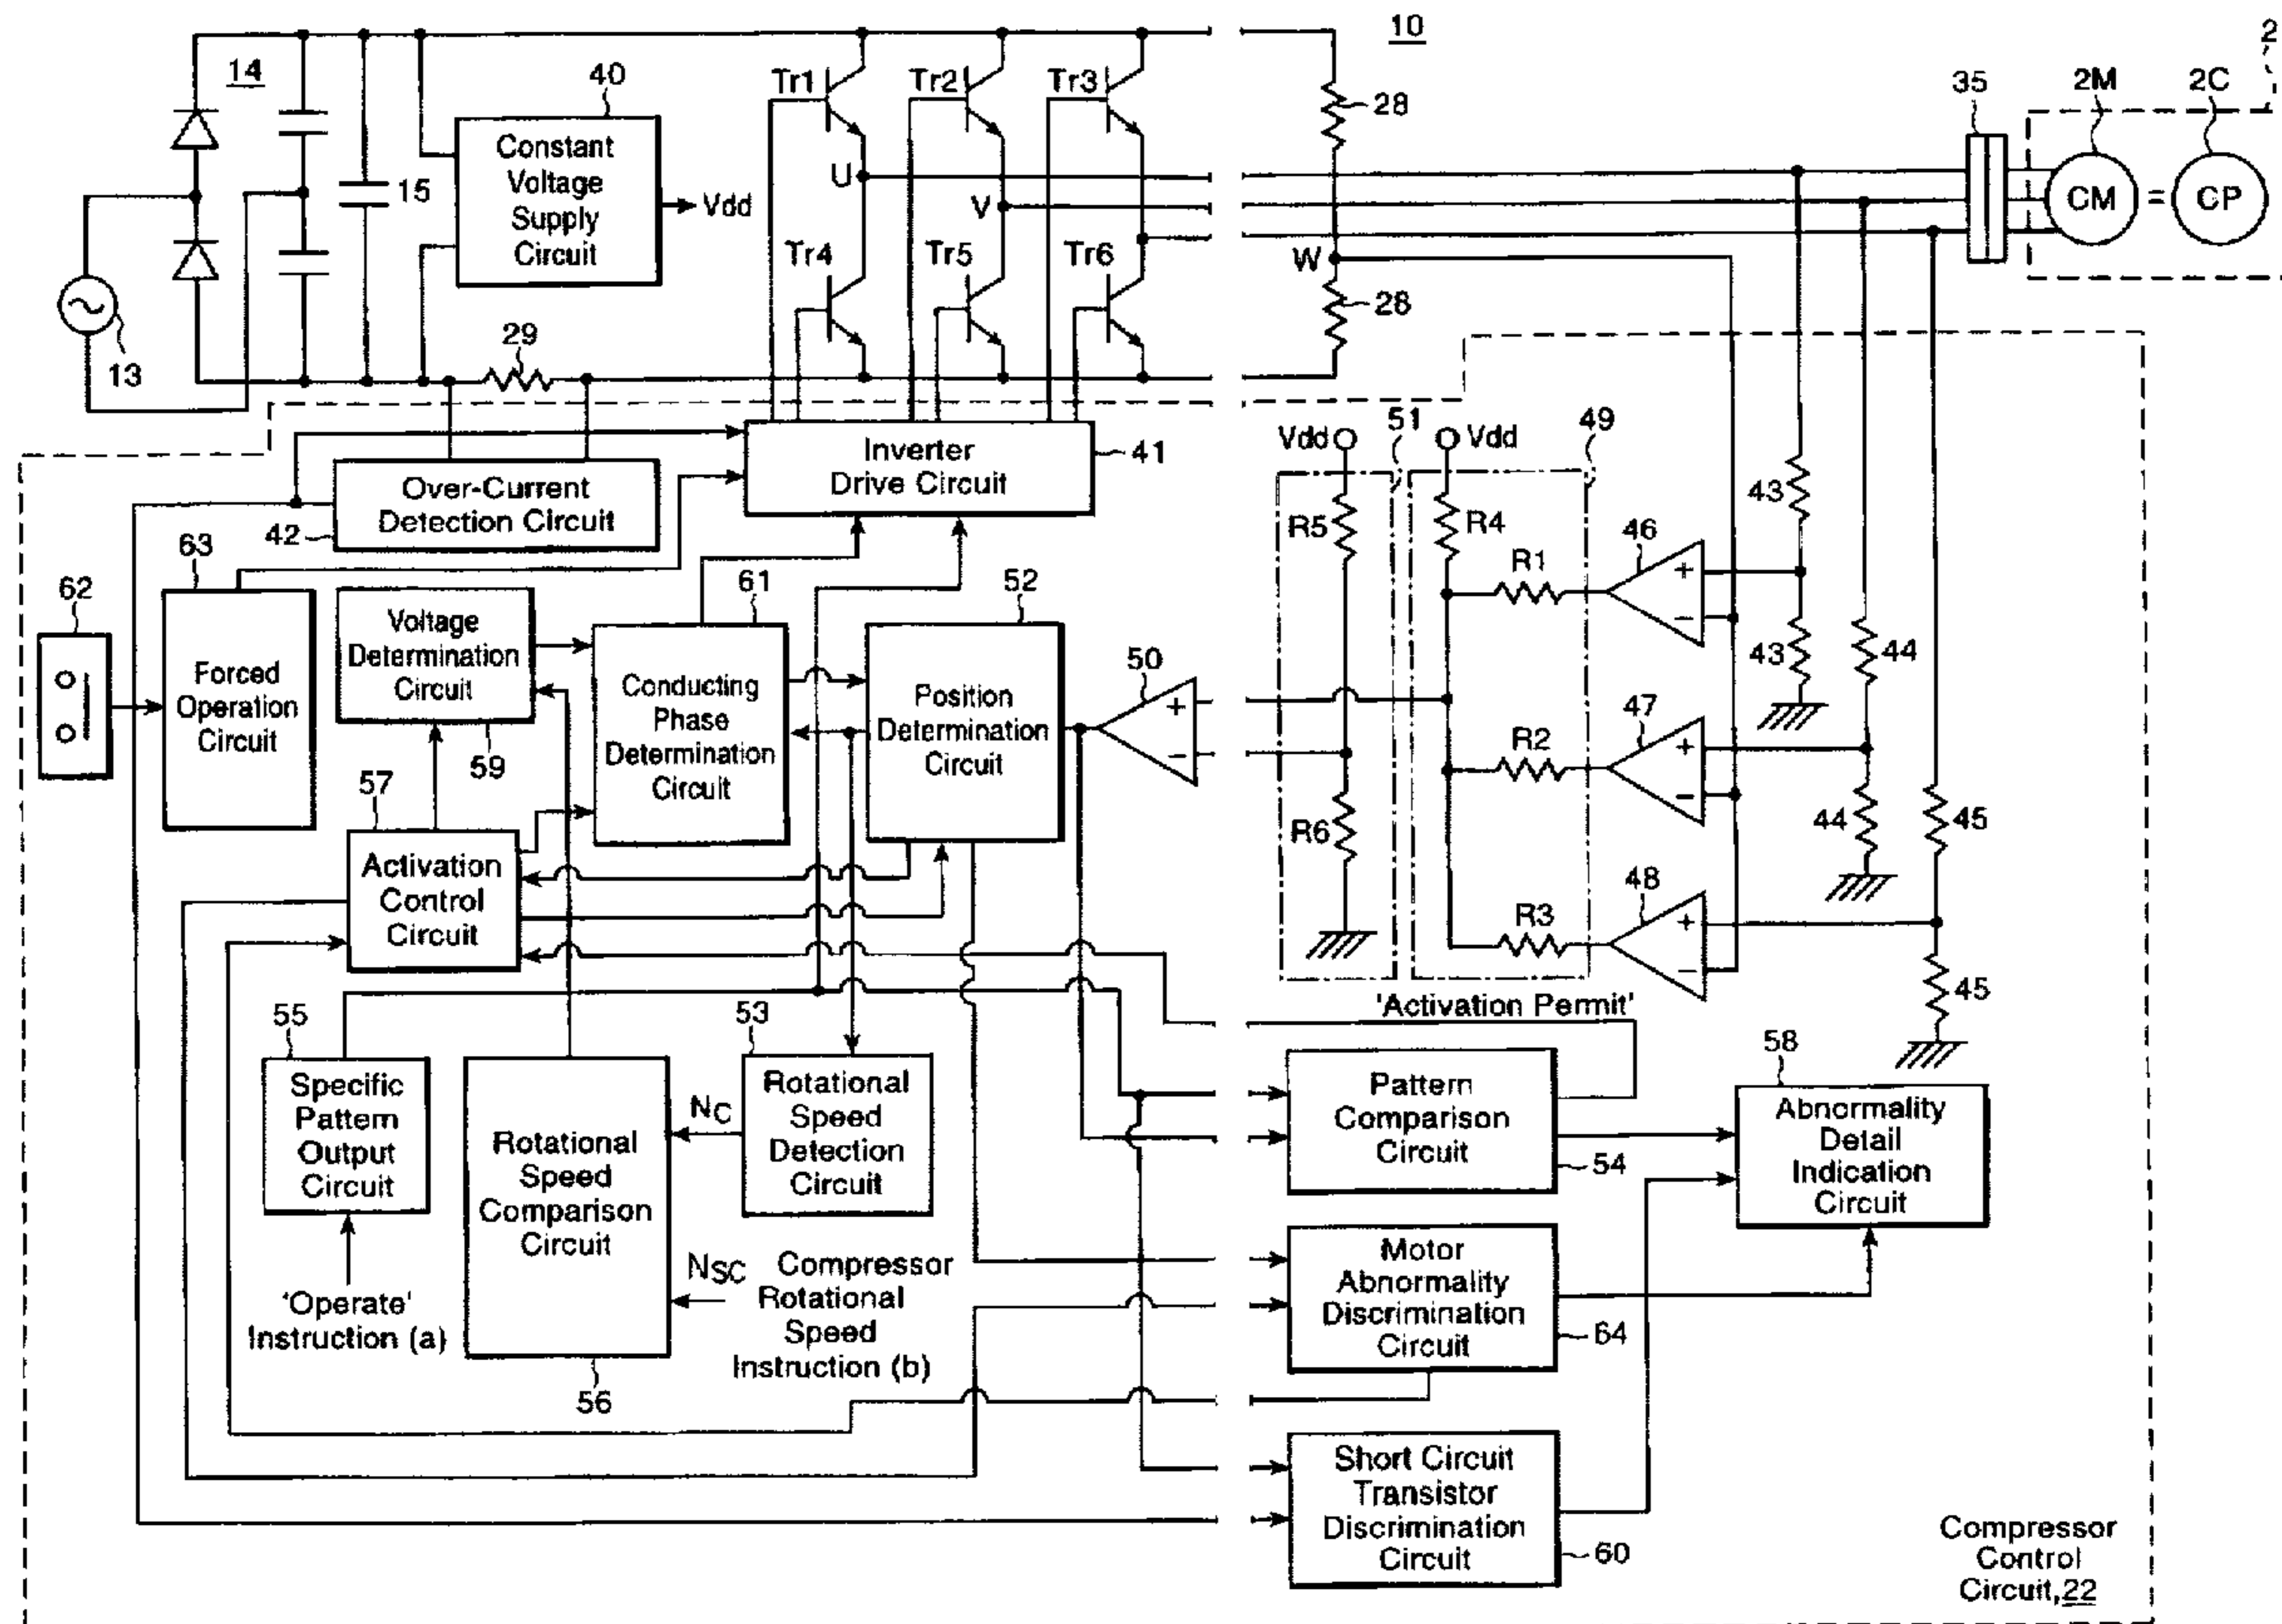 10
2
14
40
Tr1
Tr2
Tr3
28
35
2M
2C
Constant
Voltage
Supply
Circuit
15
Vdd
U
V
CM
=
CP
Tr4
Tr5
Tr6
W
28
13
29
Inverter
Drive Circuit
41
Vdd
51
Vdd
49
Over-Current
Detection Circuit
42
43
R5
R4
63
62
61
52
R1
46
+
−
Voltage
Determination
Circuit
59
Forced
Operation
Circuit
Conducting
Phase
Determination
Circuit
Position
Determination
Circuit
50
+
−
43
44
R2
47
+
−
57
R6
44
45
Activation
Control
Circuit
R3
48
+
−
45
'Activation Permit'
55
53
58
Specific
Pattern
Output
Circuit
Rotational
Speed
Comparison
Circuit
NC
Rotational
Speed
Detection
Circuit
Pattern
Comparison
Circuit
54
Abnormality
Detail
Indication
Circuit
'Operate'
Instruction (a)
NSC
Compressor
Rotational
Speed
Instruction (b)
56
Motor
Abnormality
Discrimination
Circuit
64
Short Circuit
Transistor
Discrimination
Circuit
60
Compressor
Control
Circuit,22